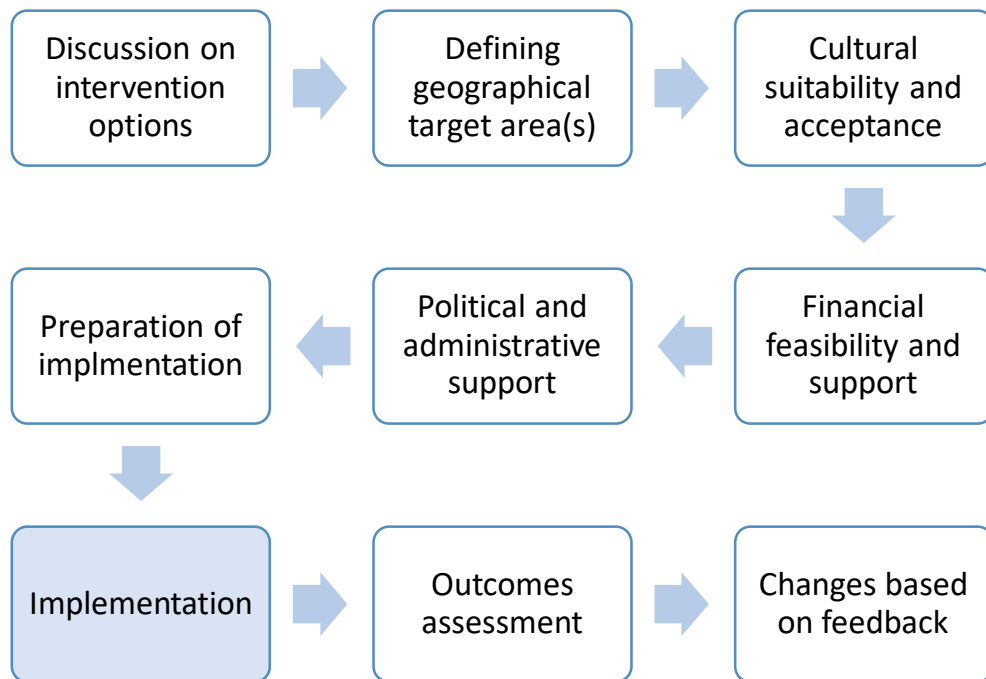 Discussion on
intervention
options
Defining
geographical
target area(s)
Cultural
suitability and
acceptance
Financial
feasibility and
support
Political and
administrative
support
Preparation of
implmentation
Implementation
Outcomes
assessment
Changes based
on feedback